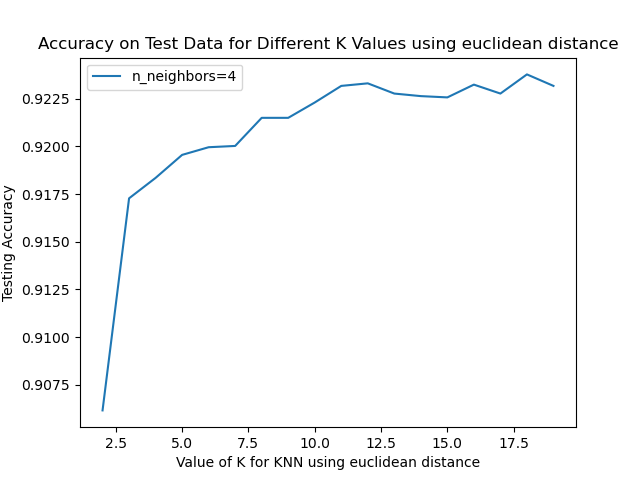 Accuracy on Test Data for Different K Values using euclidean distance
n_neighbors=4
0.9225
0.9200
0.9175
0.9150
0.9125
0.9100
0.9075
Testing Accuracy
2.5 5.0 7.5 10.0 12.5 15.0 17.5
Value of K for KNN using euclidean distance